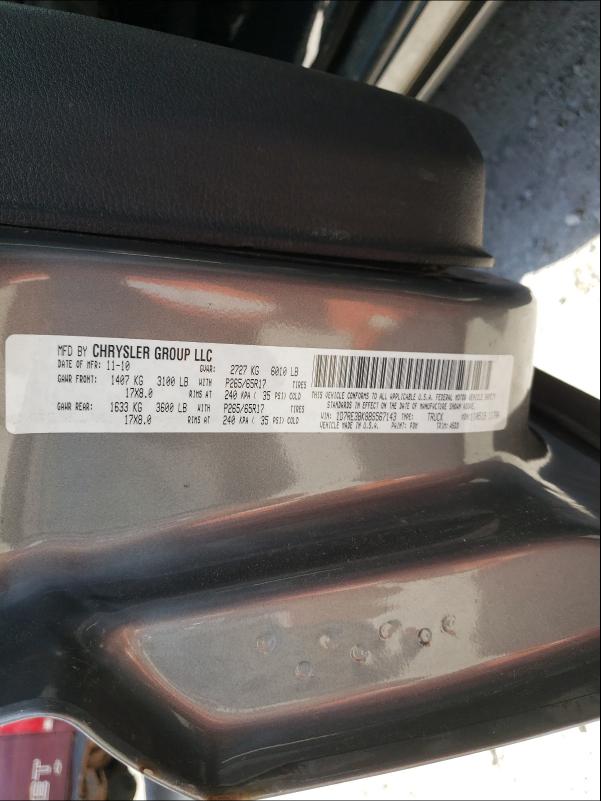 MFD BY CHRYSLER GROUP LLC
DATE OF MFR: 11-10 GVWR: 2727 KG 6010 LB
GAWR FRONT: 1407 KG 3100 LB WITH P265/65R17 TIRES
17X8.0 RIMS AT 240 KPA ( 35 PSI) COLD
GAWR REAR: 1633 KG 3600 LB WITH P265/65R17 TIRES
17X8.0 RIMS AT 240 KPA ( 35 PSI) COLD
THIS VEHICLE CONFORMS TO ALL APPLICABLE U.S.A. FEDERAL MOTOR VEHICLE SAFETY
STANDARDS IN EFFECT ON THE DATE OF MANUFACTURE SHOWN ABOVE.
VIN: TYPE: TRUCK
VEHICLE MADE IN U.S.A. PAINT: TRIM:
ET